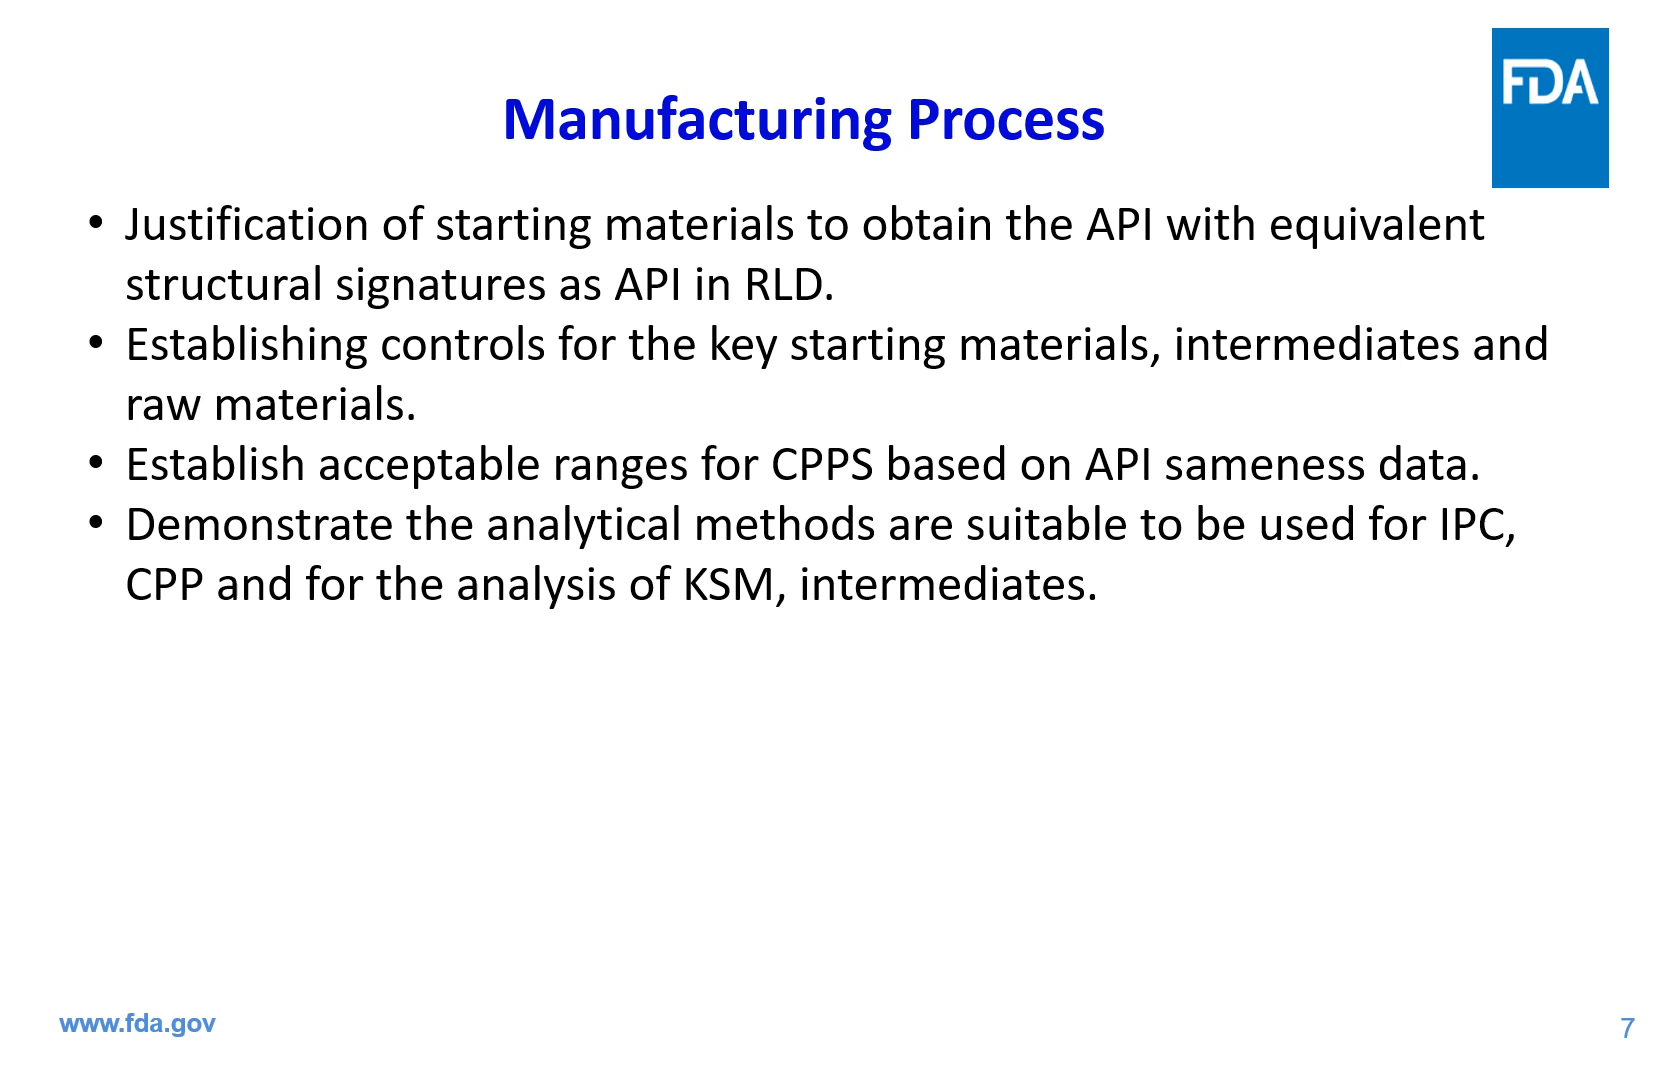 FDA
Manufacturing Process
• Justification of starting materials to obtain the API with equivalent
structural signatures as API in RLD.
• Establishing controls for the key starting materials, intermediates and
raw materials.
• Establish acceptable ranges for CPPS based on API sameness data.
• Demonstrate the analytical methods are suitable to be used for IPC,
CPP and for the analysis of KSM, intermediates.
www.fda.gov
7